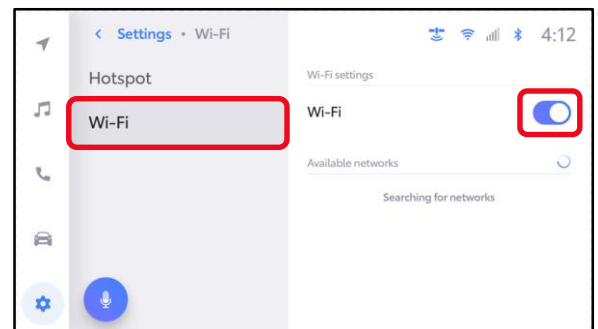 < Settings • Wi-Fi
4:12
Hotspot
Wi-Fi
Wi-Fi settings
Wi-Fi
Available networks
Searching for networks